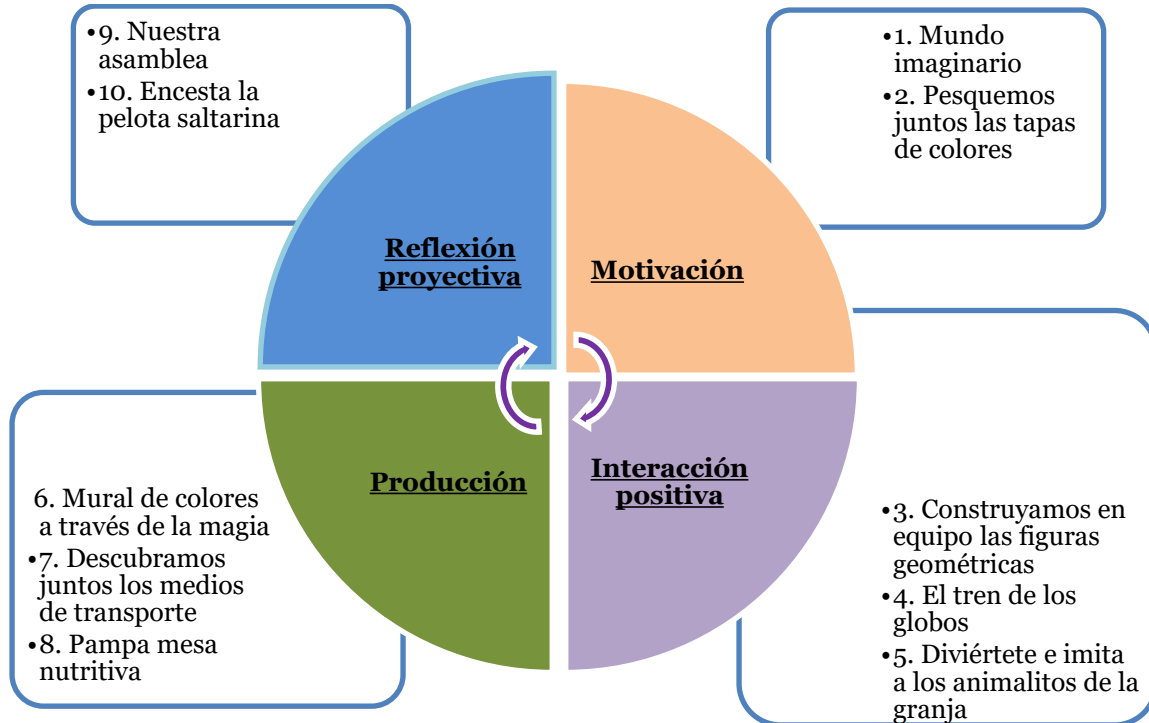 •9. Nuestra
asamblea
•10. Encesta la
pelota saltarina
•1. Mundo
imaginario
•2. Pesquemos
juntos las tapas
de colores
Reflexión
proyectiva
Motivación
Producción
Interacción
positiva
6. Mural de colores
a través de la magia
•7. Descubramos
juntos los medios
de transporte
•8. Pampa mesa
nutritiva
•3. Construyamos en
equipo las figuras
geométricas
•4. El tren de los
globos
•5. Diviértete e imita
a los animalitos de la
granja